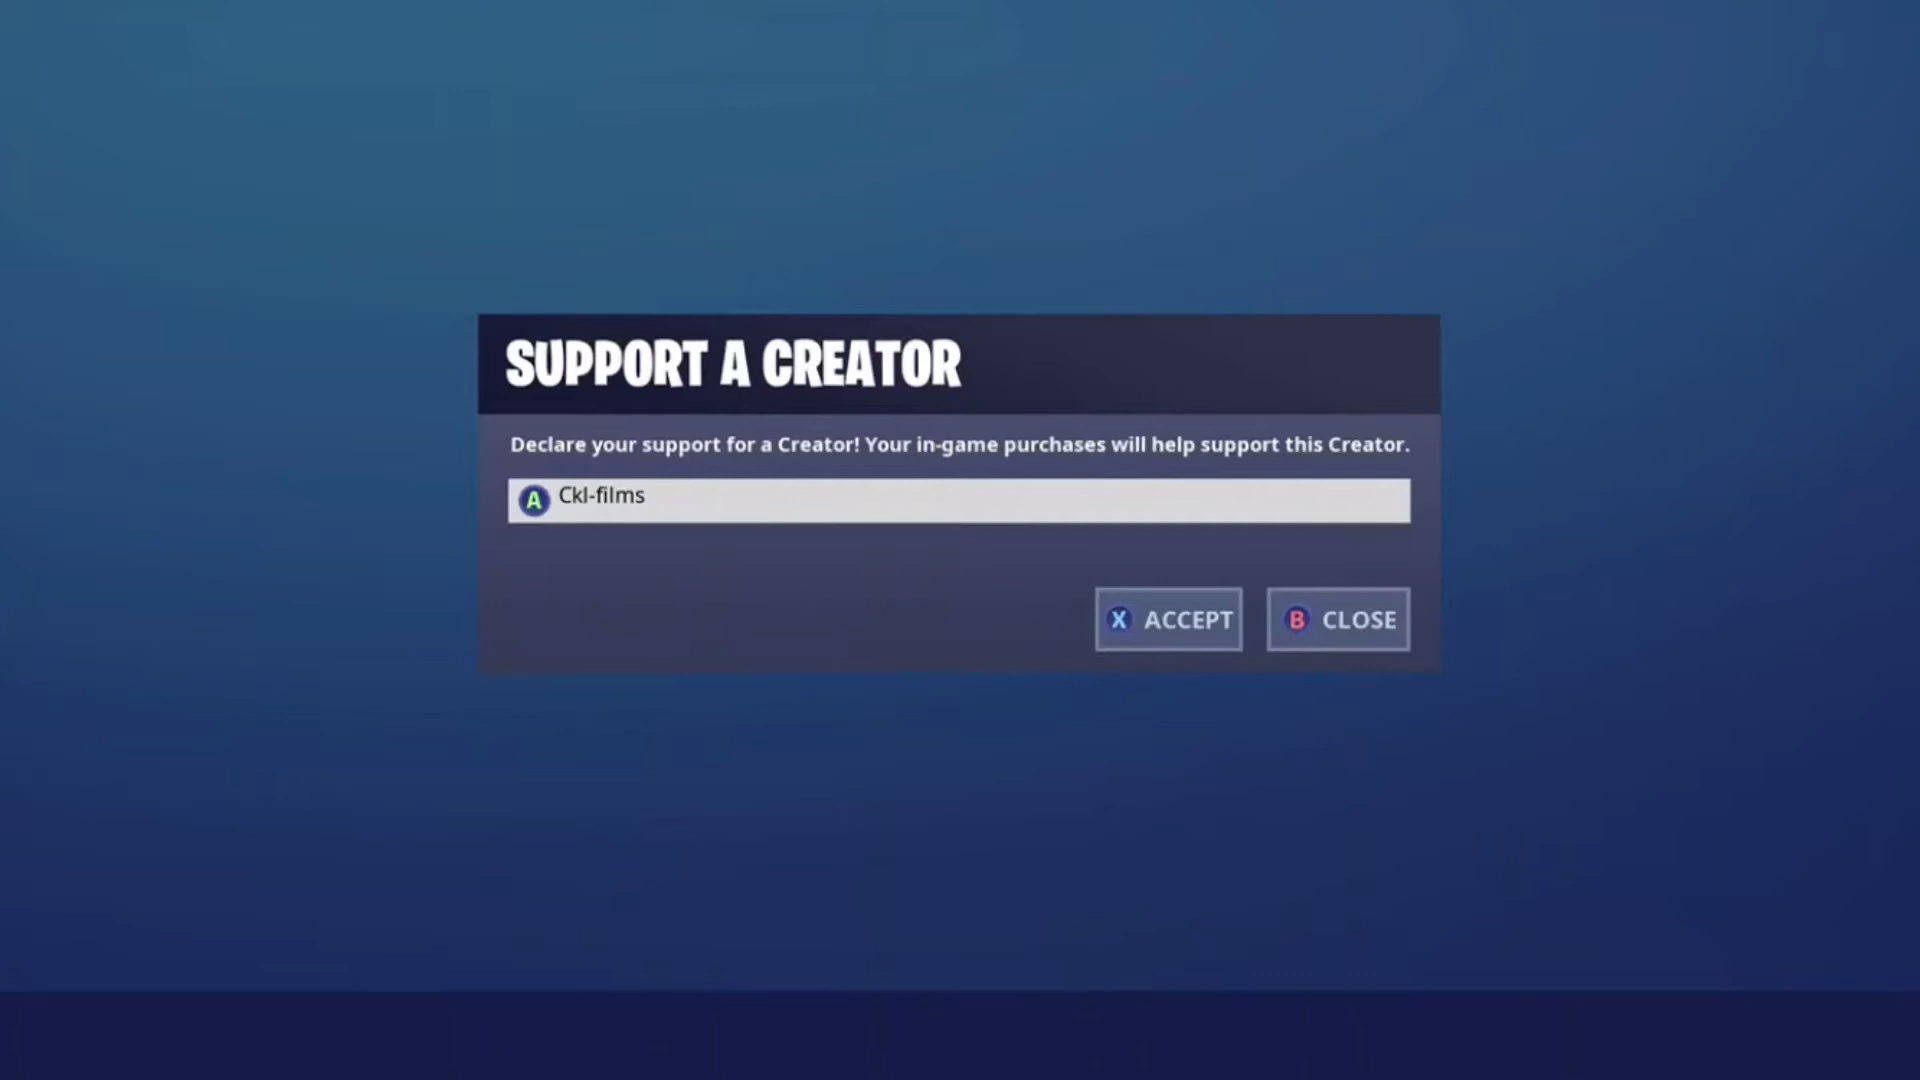 SUPPORT A CREATOR
Declare your support for a Creator! Your in-game purchases will help support this Creator.
A Ckl-films
X ACCEPT B CLOSE